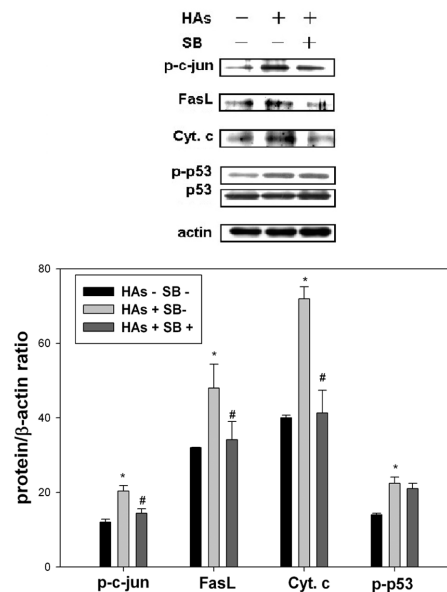 HAs − + +
SB − − +
p-c-jun
FasL
Cyt. c
p-p53
p53
actin
80
60
40
20
0
protein/β-actin ratio
HAs - SB -
HAs + SB-
HAs + SB +
*
#
*
#
*
#
*
p-c-jun FasL Cyt. c p-p53